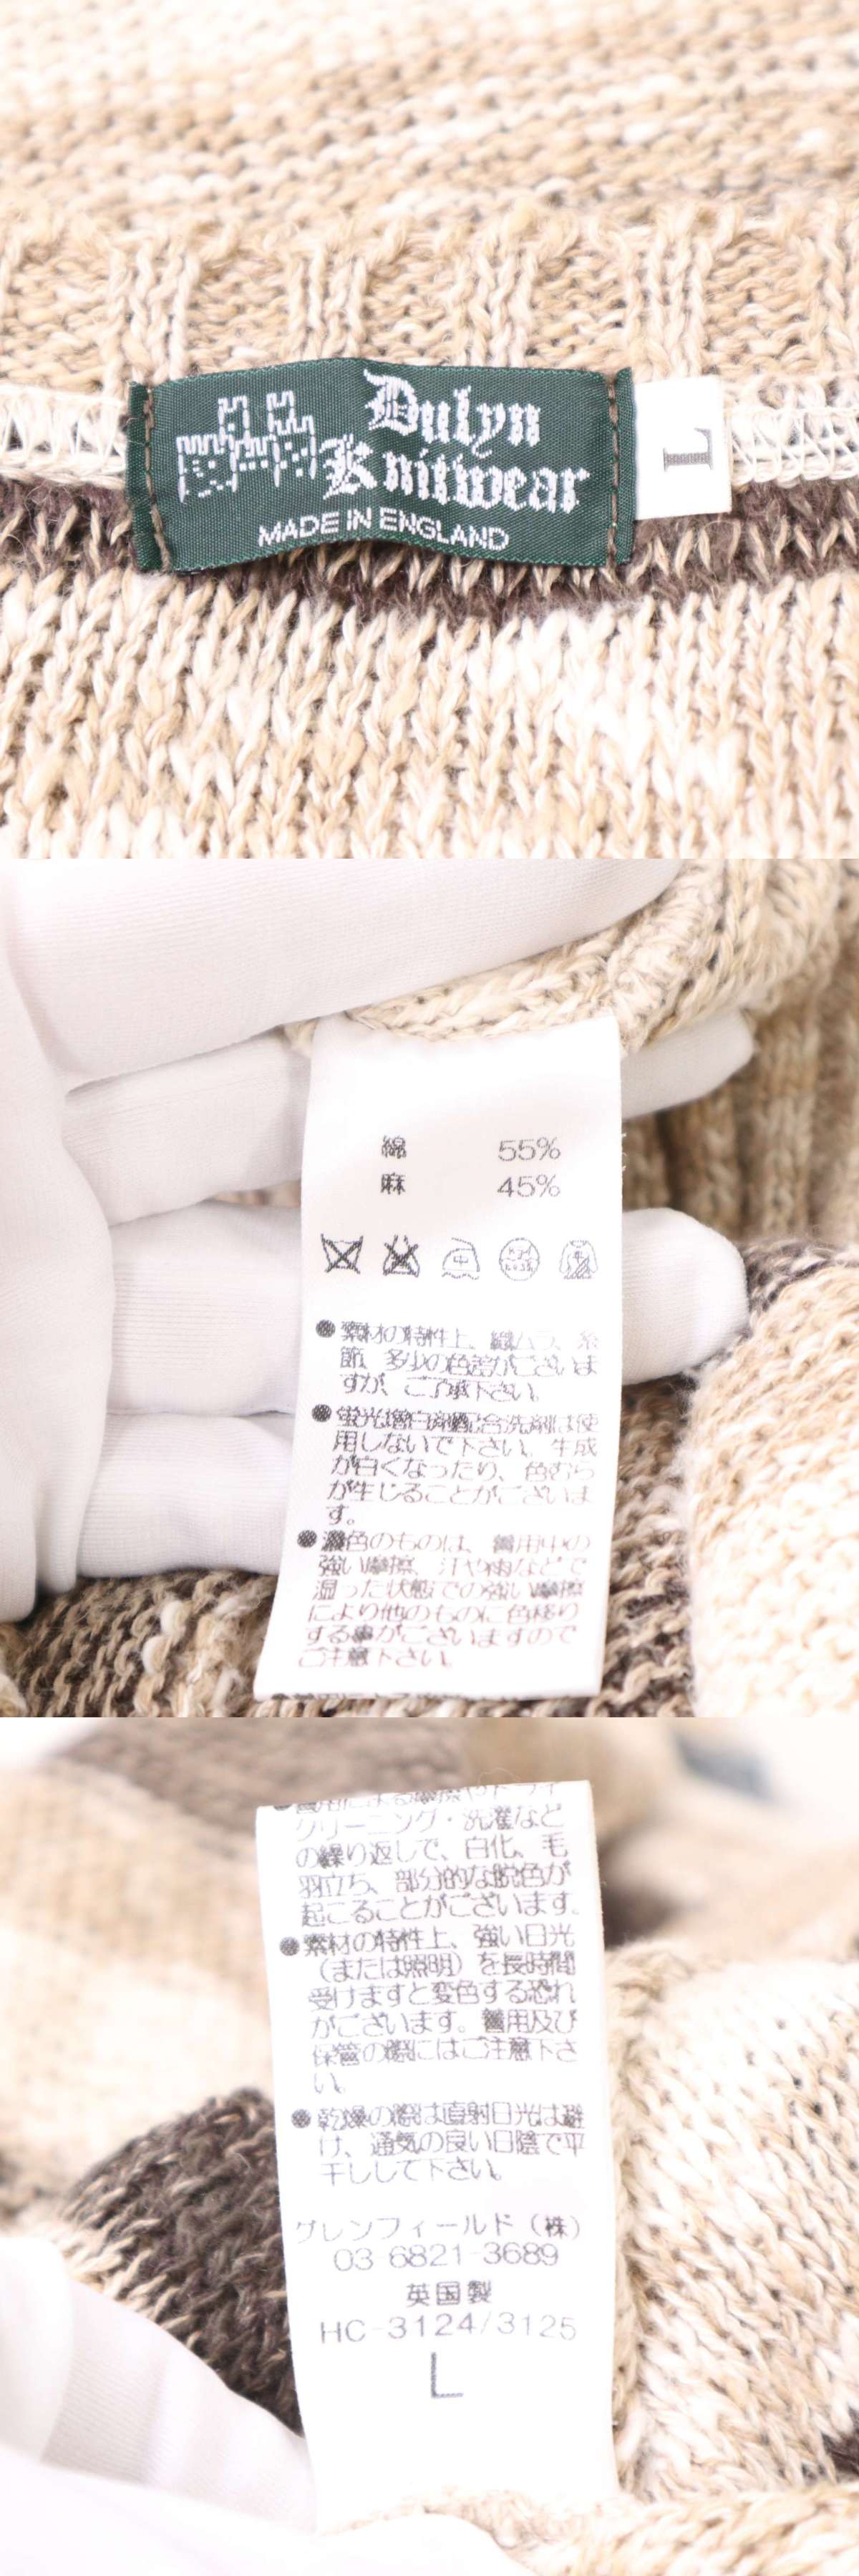 Dulyn
Knitwear
MADE IN ENGLAND
L
綿 55%
麻 45%
中
●素材の特性上、織ムラ、糸
節、多少の色差がございま
すが、ご了承下さい。
●蛍光増白剤配合洗剤は使
用しないで下さい。生成
が白くなったり、色むら
が生じることがございま
す。
●濃色のものは、着用中の
強い摩擦、汗や雨などで
湿った状態での強い摩擦
により他のものに色移り
する事がございますので
ご注意下さい。
●着用による摩擦やドライ
クリーニング・洗濯など
の繰り返しで、白化、毛
羽立ち、部分的な脱色が
起こることがございます。
●素材の特性上、強い日光
（または照明）を長時間
受けますと変色する恐れ
がございます。着用及び
保管の際にはご注意下さ
い。
●乾燥の際は直射日光は避
け、通気の良い日陰で平
干しして下さい。
グレンフィールド（株）
03-6821-3689
英国製
HC-3124/3125
L